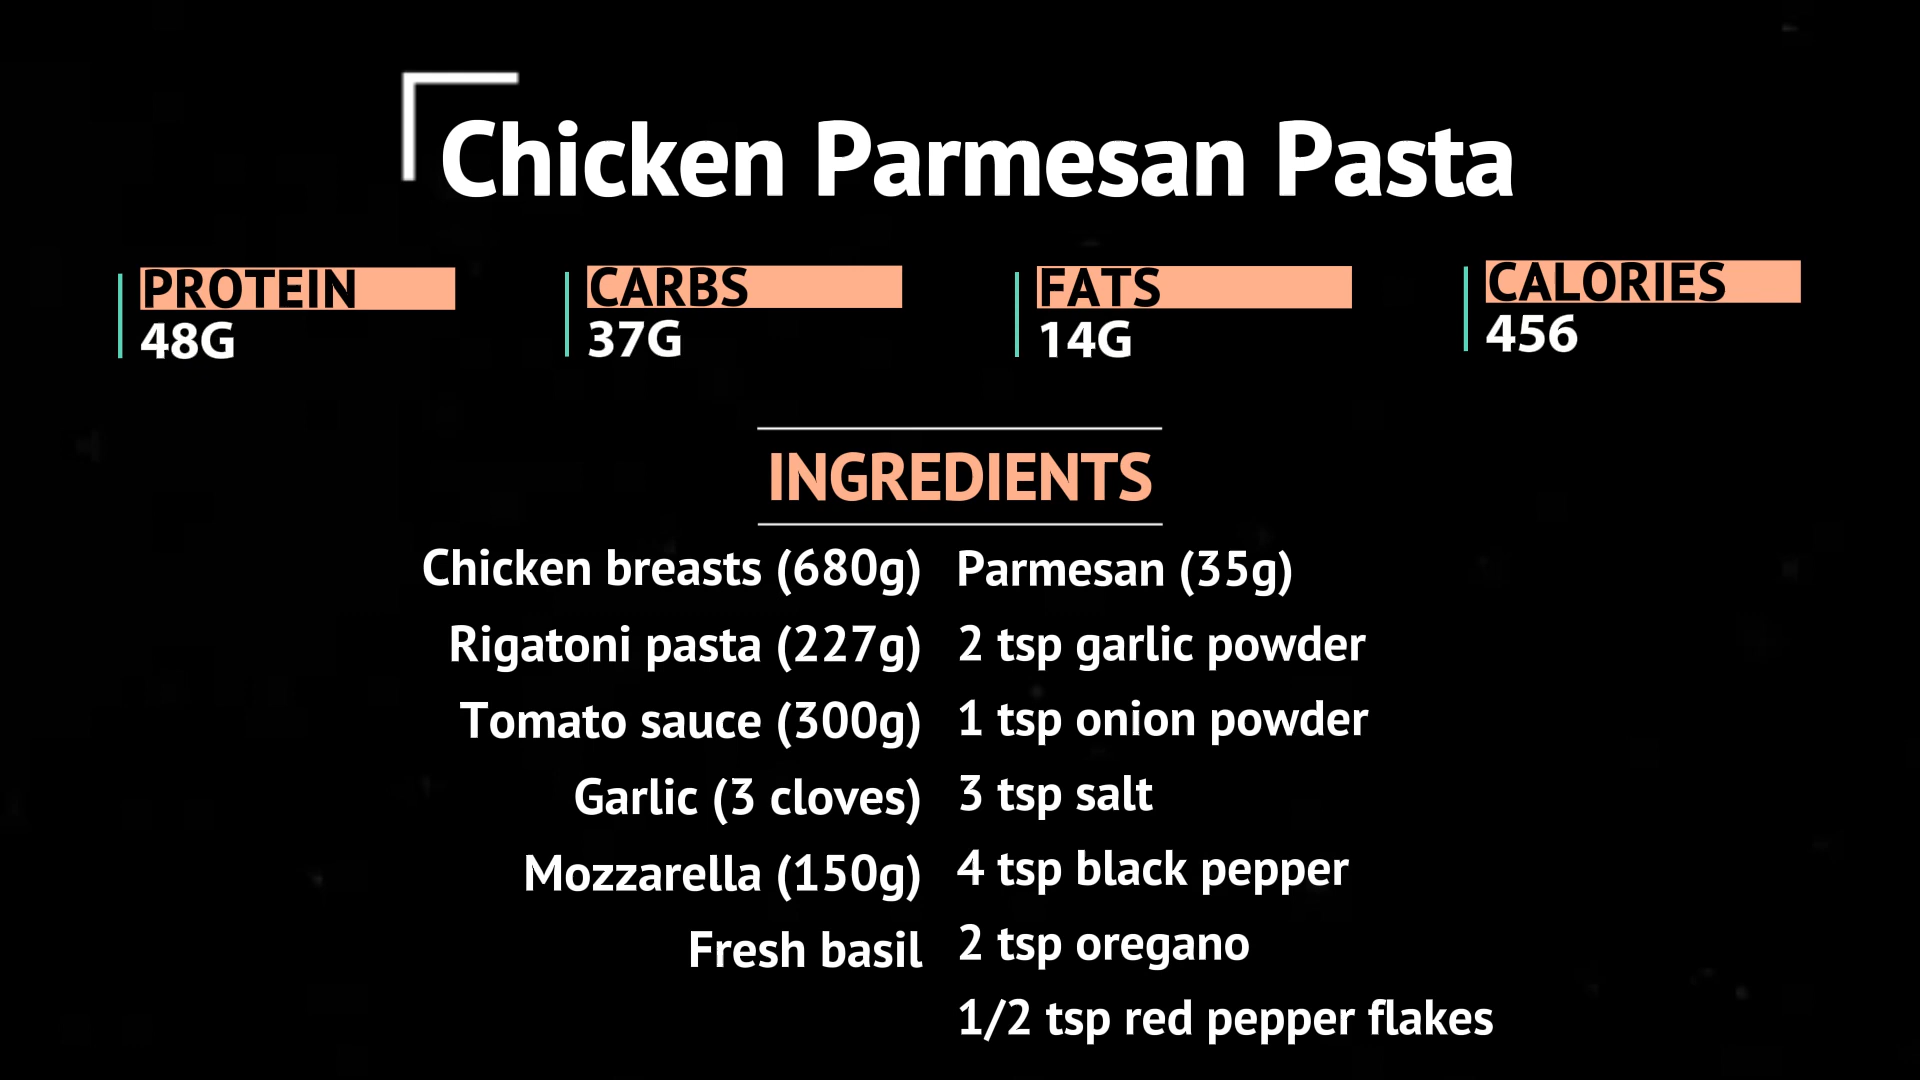 Chicken Parmesan Pasta
PROTEIN
48G
CARBS
37G
FATS
14G
CALORIES
456
INGREDIENTS
Chicken breasts (680g)
Rigatoni pasta (227g)
Tomato sauce (300g)
Garlic (3 cloves)
Mozzarella (150g)
Fresh basil
Parmesan (35g)
2 tsp garlic powder
1 tsp onion powder
3 tsp salt
4 tsp black pepper
2 tsp oregano
1/2 tsp red pepper flakes